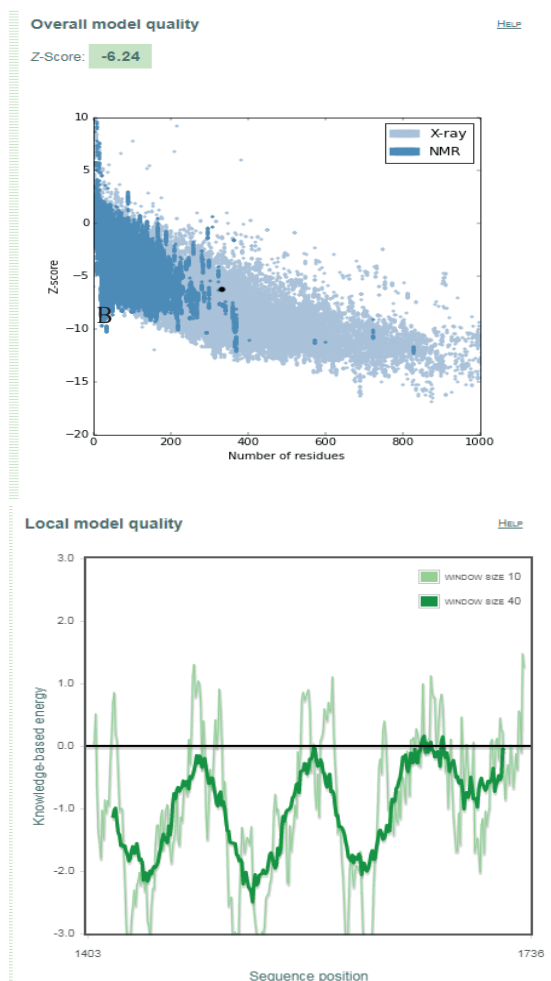 Overall model quality HELP
Z-Score: -6.24
10
X-ray
NMR
5
0
−5
B
−10
−15
−20
Z-score
0 200 400 600 800 1000
Number of residues
Local model quality HELP
3.0
WINDOW SIZE 10
WINDOW SIZE 40
2.0
1.0
0.0
-1.0
-2.0
-3.0
Knowledge-based energy
1403 1736
Sequence position